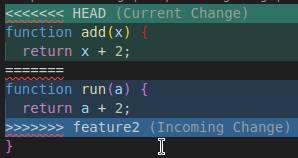 <<<<<<< HEAD (Current Change)
function add(x) {
  return x + 2;
=======
function run(a) {
  return a + 2;
>>>>>>> feature2 (Incoming Change)
}